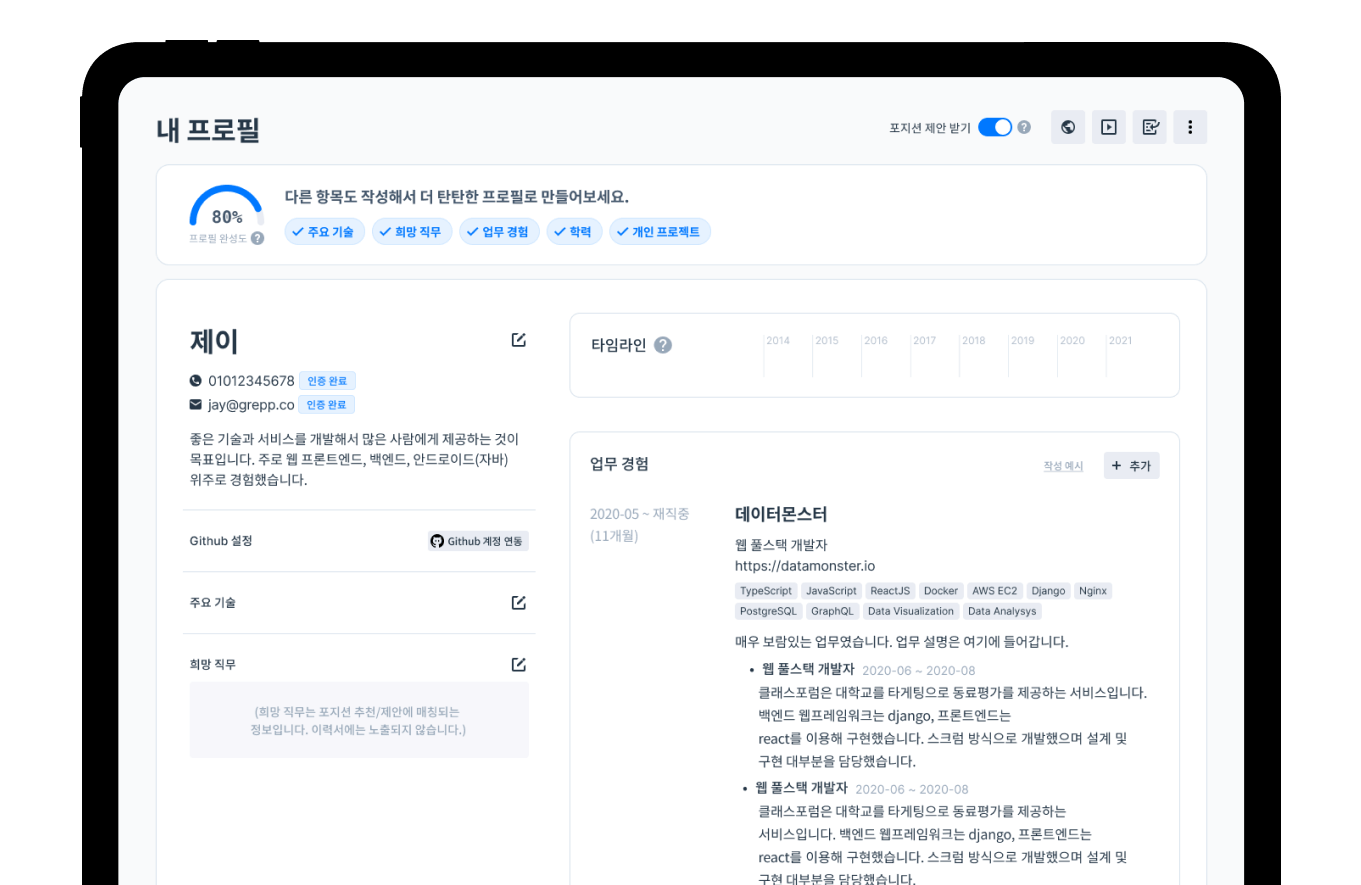 내 프로필
포지션 제안 받기
80%
프로필 완성도 ?
다른 항목도 작성해서 더 탄탄한 프로필로 만들어보세요.
주요 기술 희망 직무 업무 경험 학력 개인 프로젝트
제이
01012345678 인증 완료
jay@grepp.co 인증 완료
좋은 기술과 서비스를 개발해서 많은 사람에게 제공하는 것이
목표입니다. 주로 웹 프론트엔드, 백엔드, 안드로이드(자바)
위주로 경험했습니다.
Github 설정 Github 계정 연동
주요 기술
희망 직무
(희망 직무는 포지션 추천/제안에 매칭되는
정보입니다. 이력서에는 노출되지 않습니다.)
타임라인 ? 2014 2015 2016 2017 2018 2019 2020 2021
업무 경험 작성 예시 + 추가
2020-05 ~ 재직중
(11개월)
데이터몬스터
웹 풀스택 개발자
https://datamonster.io
TypeScript JavaScript ReactJS Docker AWS EC2 Django Nginx
PostgreSQL GraphQL Data Visualization Data Analysys
매우 보람있는 업무였습니다. 업무 설명은 여기에 들어갑니다.
• 웹 풀스택 개발자 2020-06 ~ 2020-08
클래스포럼은 대학교를 타게팅으로 동료평가를 제공하는 서비스입니다.
백엔드 웹프레임워크는 django, 프론트엔드는
react를 이용해 구현했습니다. 스크럼 방식으로 개발했으며 설계 및
구현 대부분을 담당했습니다.
• 웹 풀스택 개발자 2020-06 ~ 2020-08
클래스포럼은 대학교를 타게팅으로 동료평가를 제공하는
서비스입니다. 백엔드 웹프레임워크는 django, 프론트엔드는
react를 이용해 구현했습니다. 스크럼 방식으로 개발했으며 설계 및
구현 대부분을 담당했습니다.